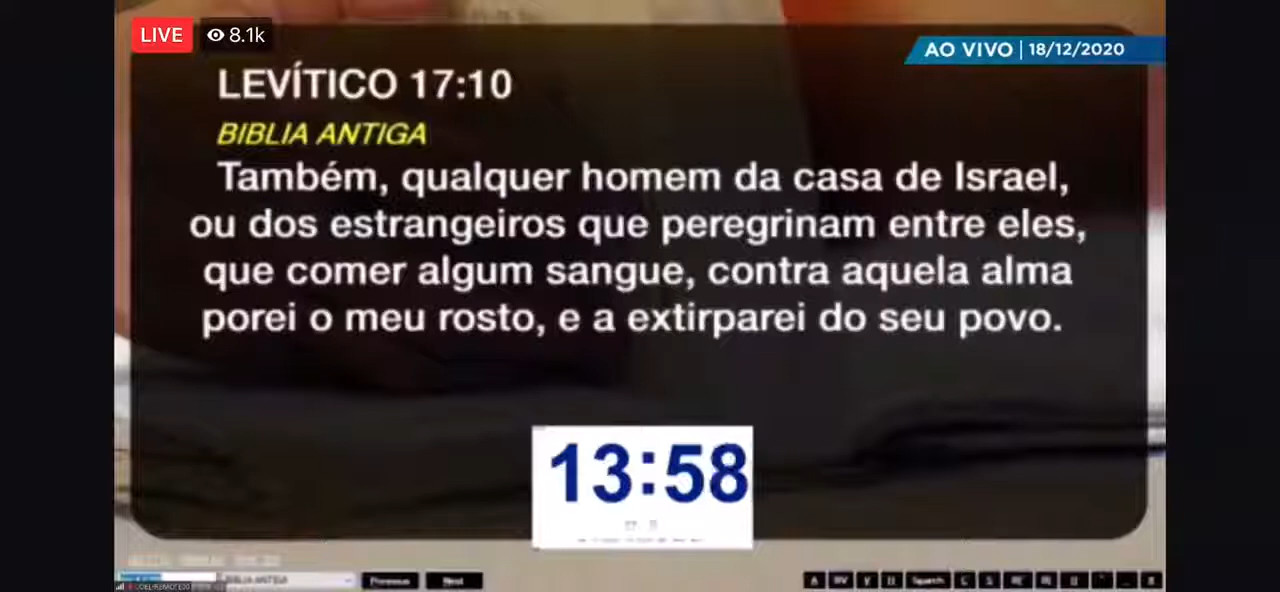 LIVE
8.1k
AO VIVO | 18/12/2020
LEVÍTICO 17:10
BIBLIA ANTIGA
Também, qualquer homem da casa de Israel,
ou dos estrangeiros que peregrinam entre eles,
que comer algum sangue, contra aquela alma
porei o meu rosto, e a extirparei do seu povo.
13:58
BIBLIA ANTIGA
Previous Next
Search